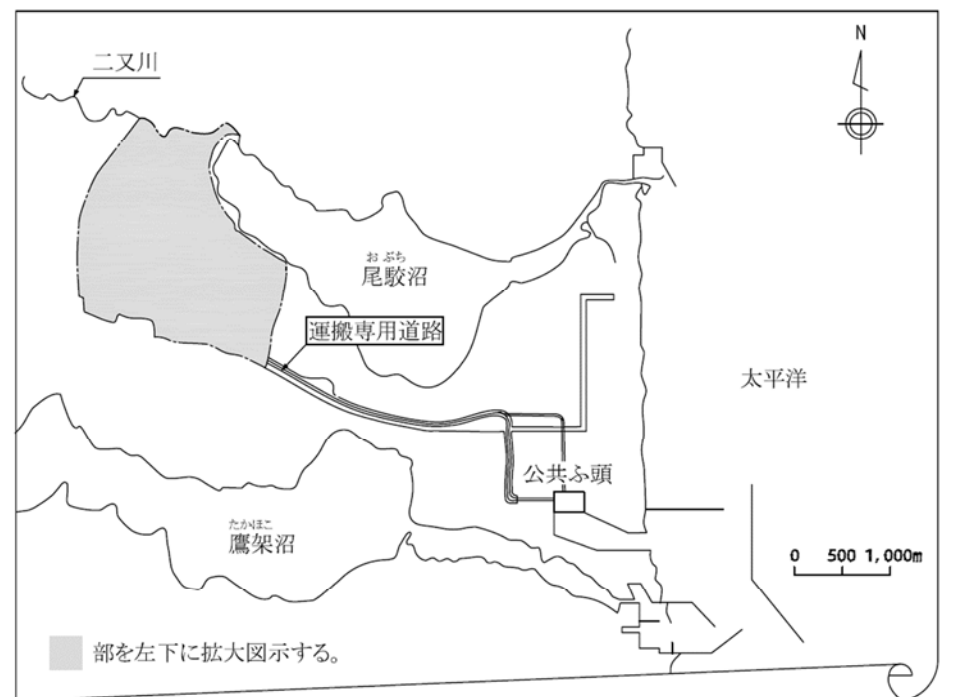 二又川
N
おぶち
尾駮沼
運搬専用道路
太平洋
公共ふ頭
たかほこ
鷹架沼
0 500 1,000m
部を左下に拡大図示する。